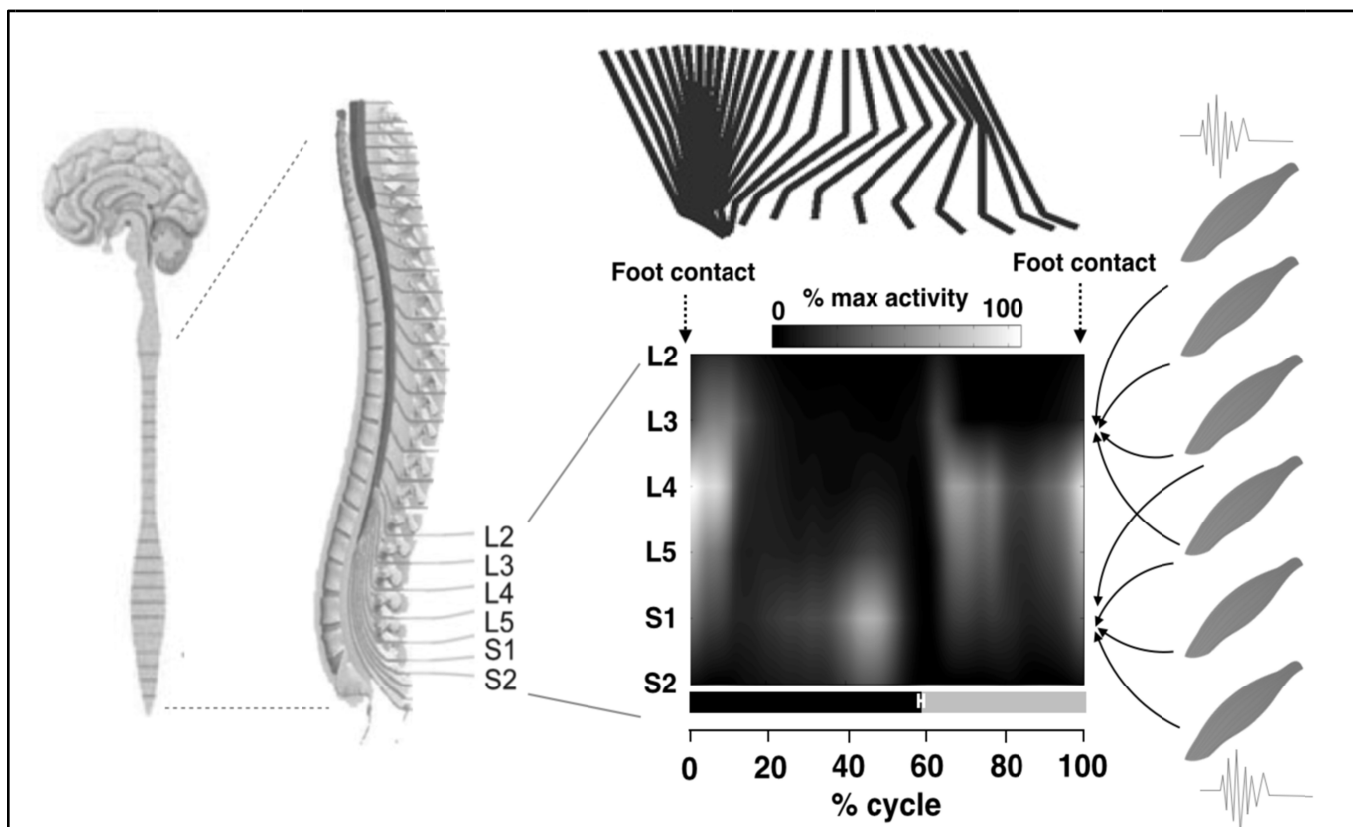 Foot contact
Foot contact
% max activity
0
100
L2
L3
L4
L5
S1
S2
L2
L3
L4
L5
S1
S2
H
0
20
40
60
80
100
% cycle